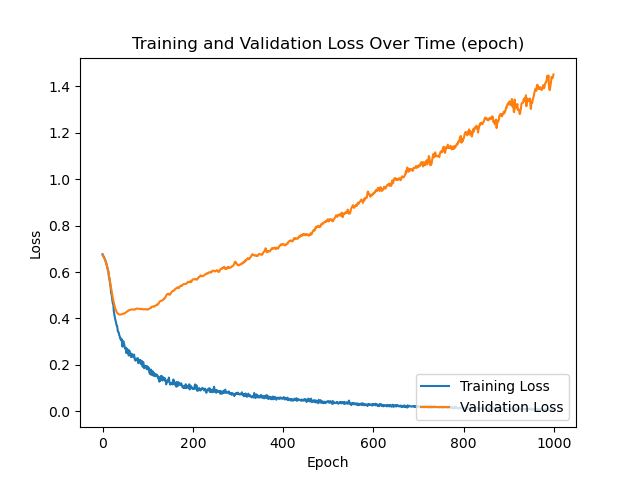 Training and Validation Loss Over Time (epoch)
1.4
1.2
1.0
0.8
0.6
0.4
0.2
0.0
Loss
Training Loss
Validation Loss
0 200 400 600 800 1000
Epoch